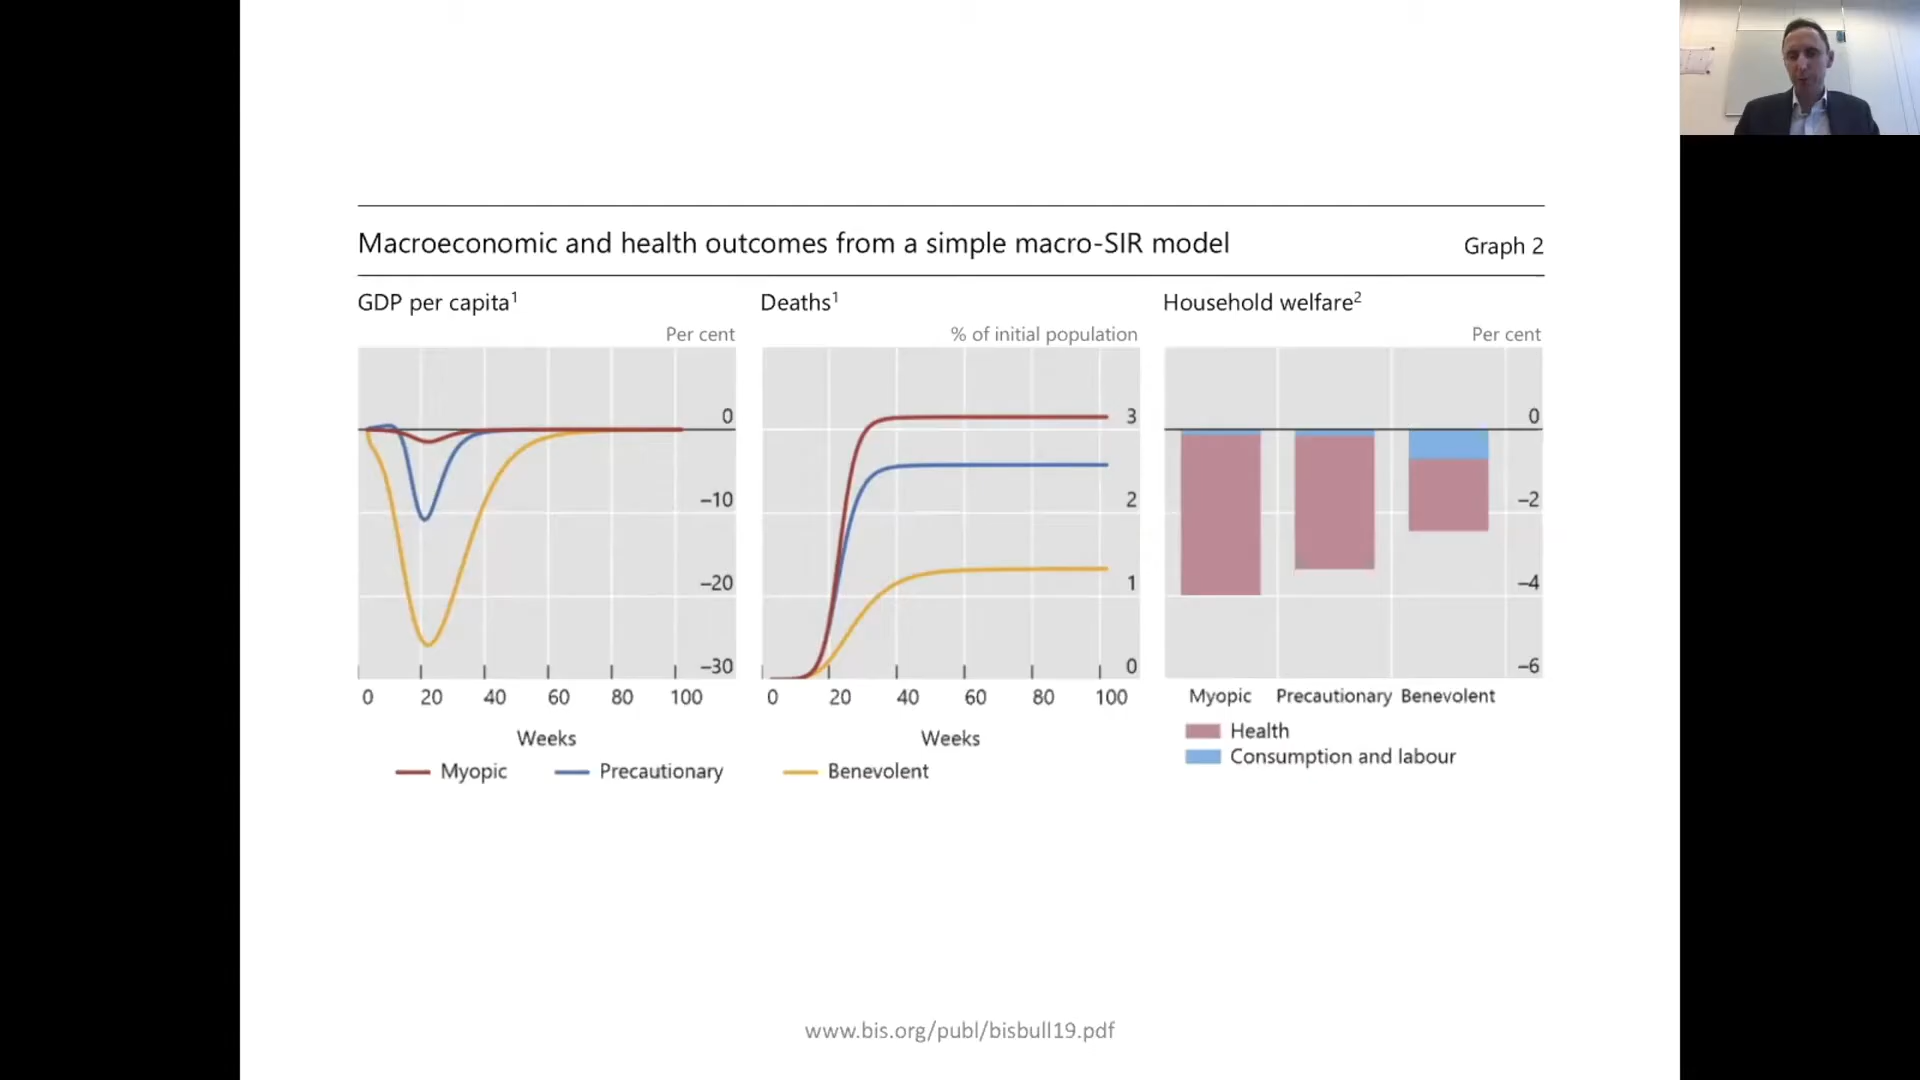 Macroeconomic and health outcomes from a simple macro-SIR model
Graph 2
GDP per capita¹
Per cent
0
–10
–20
–30
0 20 40 60 80 100
Weeks
Deaths¹
% of initial population
3
2
1
0
0 20 40 60 80 100
Weeks
Myopic Precautionary Benevolent
Household welfare²
Per cent
0
–2
–4
–6
Myopic Precautionary Benevolent
Health
Consumption and labour
www.bis.org/publ/bisbull19.pdf